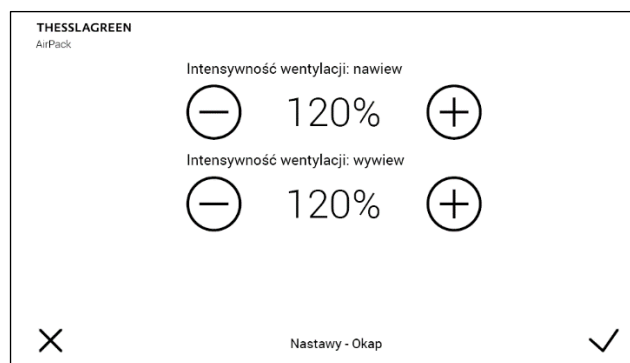 THESSLAGREEN
AirPack
Intensywność wentylacji: nawiew
120%
Intensywność wentylacji: wywiew
120%
Nastawy - Okap